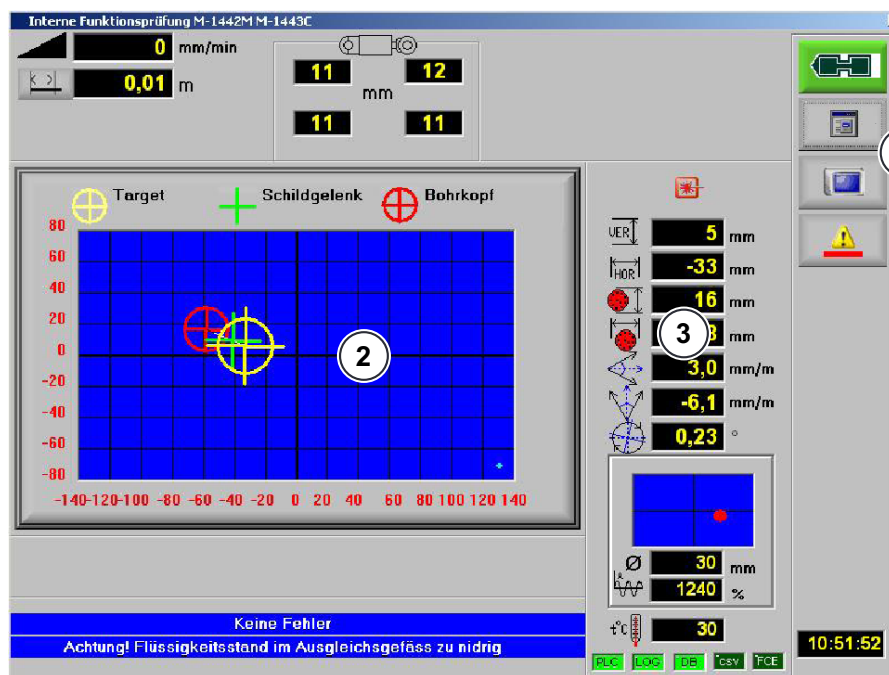 Interne Funktionsprüfung M-1442M M-1443C
0 mm/min
0,01 m
11 12
mm
11 11
Target Schildgelenk Bohrkopf
80
60
40
20
0
-20
-40
-60
-80
-140-120-100 -80 -60 -40 -20 0 20 40 60 80 100 120 140
2
VER 5 mm
HOR -33 mm
16 mm
3 mm
3,0 mm/m
-6,1 mm/m
0,23 °
Ø 30 mm
A 1240 %
+°C 30
PLC LOG DB CSV FCE
Keine Fehler
Achtung! Flüssigkeitsstand im Ausgleichsgefäss zu nidrig
10:51:52